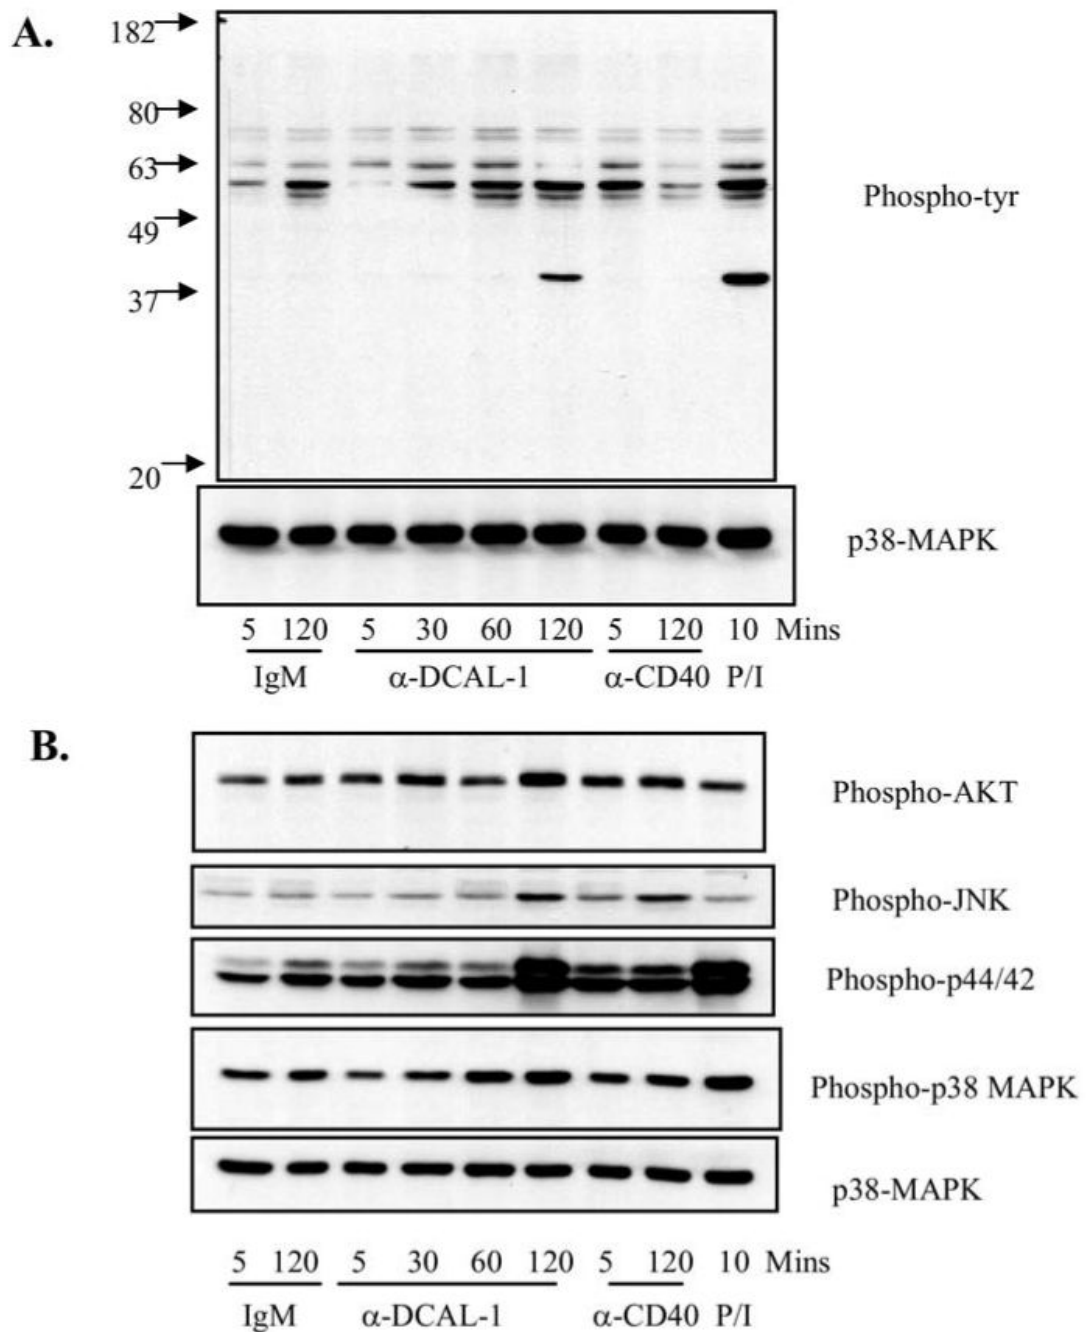 A.
182
80
63
49
37
20
Phospho-tyr
p38-MAPK
5 120 5 30 60 120 5 120 10 Mins
IgM α-DCAL-1 α-CD40 P/I
B.
Phospho-AKT
Phospho-JNK
Phospho-p44/42
Phospho-p38 MAPK
p38-MAPK
5 120 5 30 60 120 5 120 10 Mins
IgM α-DCAL-1 α-CD40 P/I